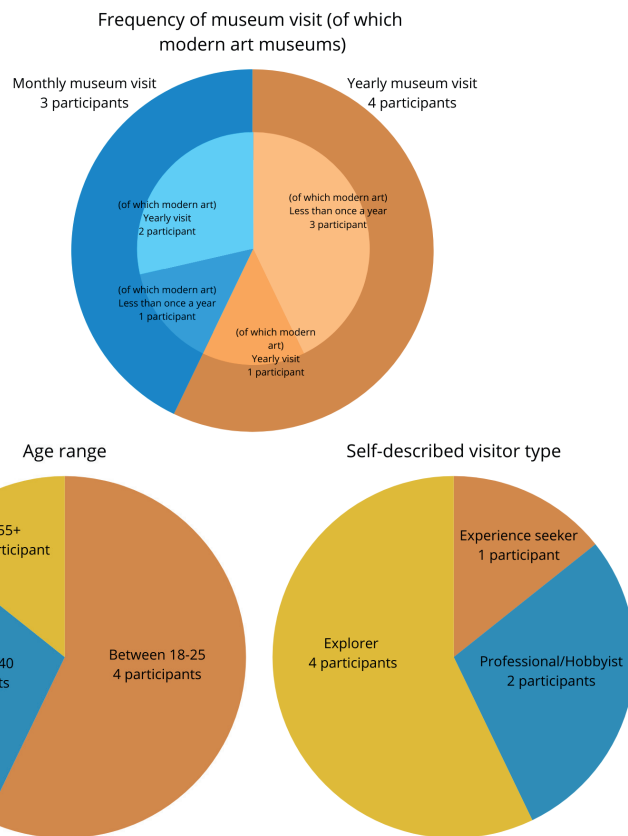 Frequency of museum visit (of which
modern art museums)
Monthly museum visit
3 participants
Yearly museum visit
4 participants
(of which modern art)
Yearly visit
2 participant
(of which modern art)
Less than once a year
3 participant
(of which modern art)
Less than once a year
1 participant
(of which modern
art)
Yearly visit
1 participant
Age range
55+
Between 18-25
4 participants
40
Self-described visitor type
Experience seeker
1 participant
Explorer
4 participants
Professional/Hobbyist
2 participants